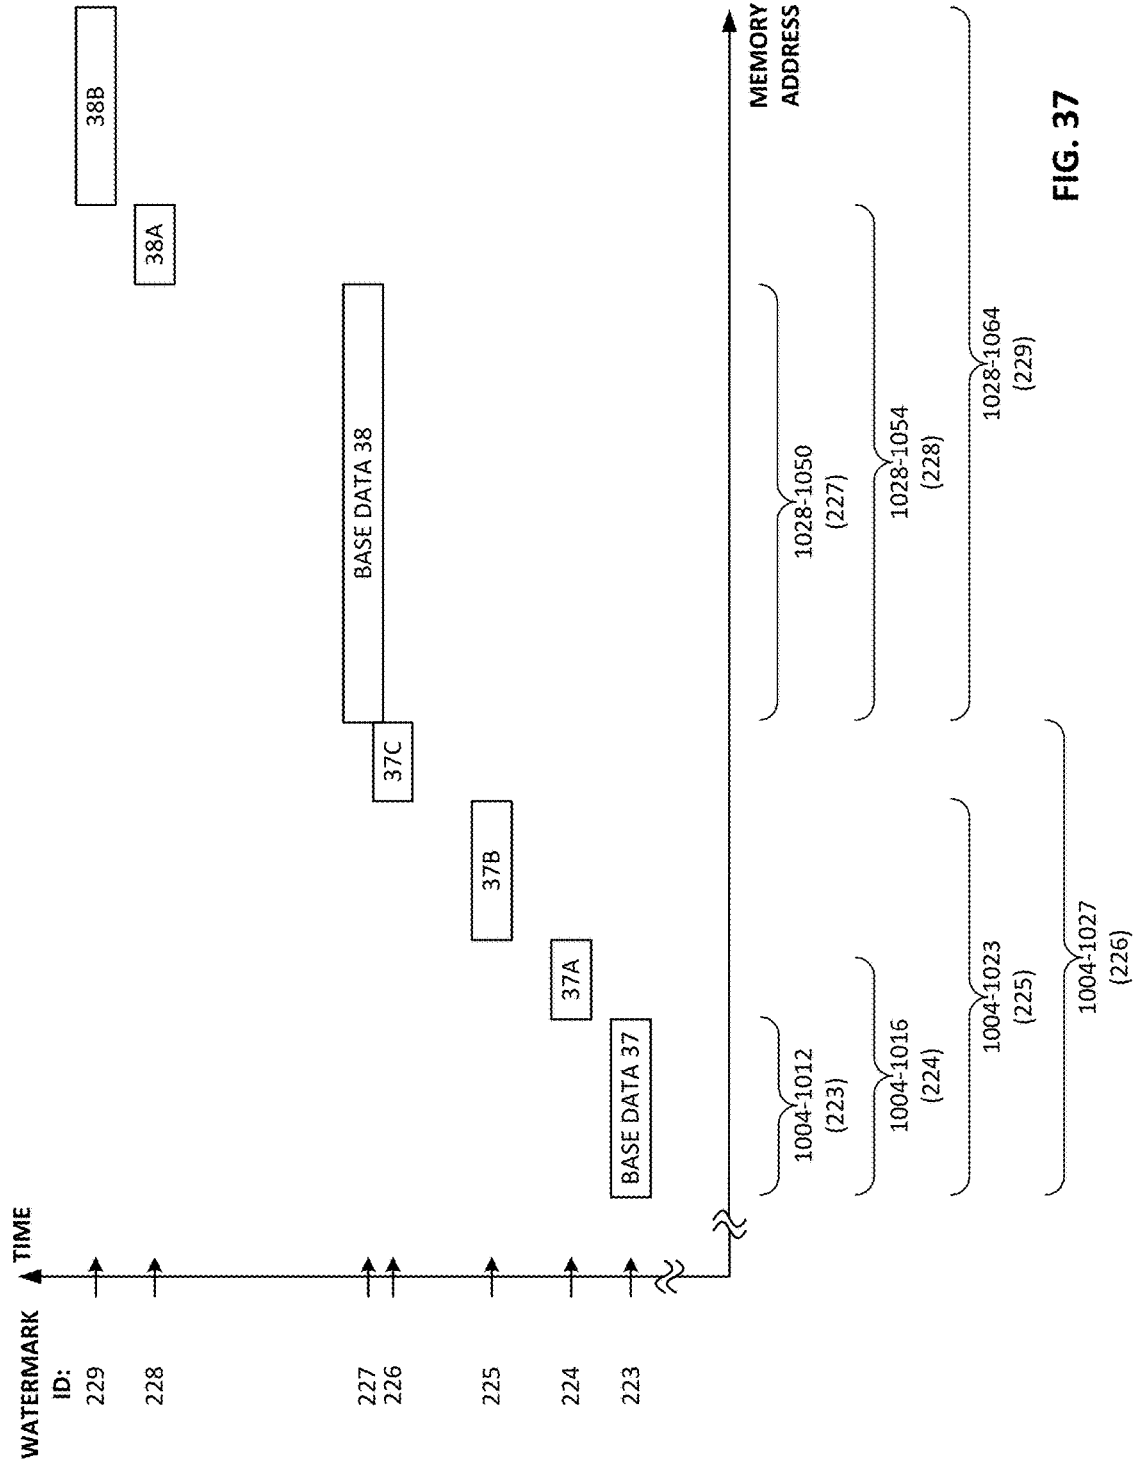 WATERMARK
ID:
TIME
229
228
227
226
225
224
223
38B
38A
BASE DATA 38
37C
37B
37A
BASE DATA 37
MEMORY
ADDRESS
1004-1012
(223)
1028-1050
(227)
1004-1016
(224)
1028-1054
(228)
1004-1023
(225)
1028-1064
(229)
1004-1027
(226)
FIG. 37